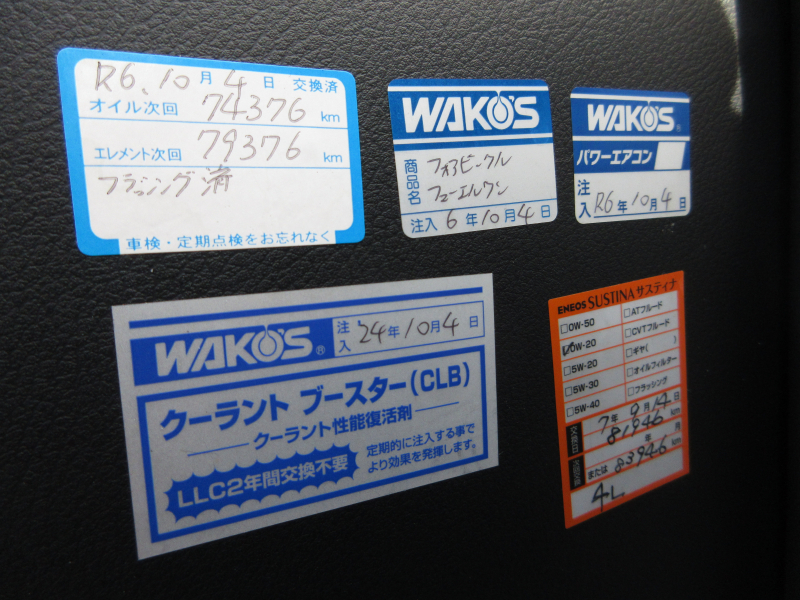 R6.10月4日 交換済
オイル次回 74376 km
エレメント次回 79376 km
フラッシング済
車検・定期点検をお忘れなく
WAKO'S
商品名
フォアビークル
フューエルワン
注入 6年10月4日
WAKO'S®
パワーエアコン
注入 R6年10月4日
WAKO'S®
注入 24年10月4日
クーラント ブースター(CLB)
クーラント性能復活剤
LLC2年間交換不要
定期的に注入する事で
より効果を発揮します。
ENEOS SUSTINA サスティナ
□0W-50 □ATフルード
☑0W-20 □CVTフルード
□5W-20 □ギヤ( )
□5W-30 □オイルフィルター
□5W-40 □フラッシング
7年9月14日
81946 km
年 月
または 83946 km
4L